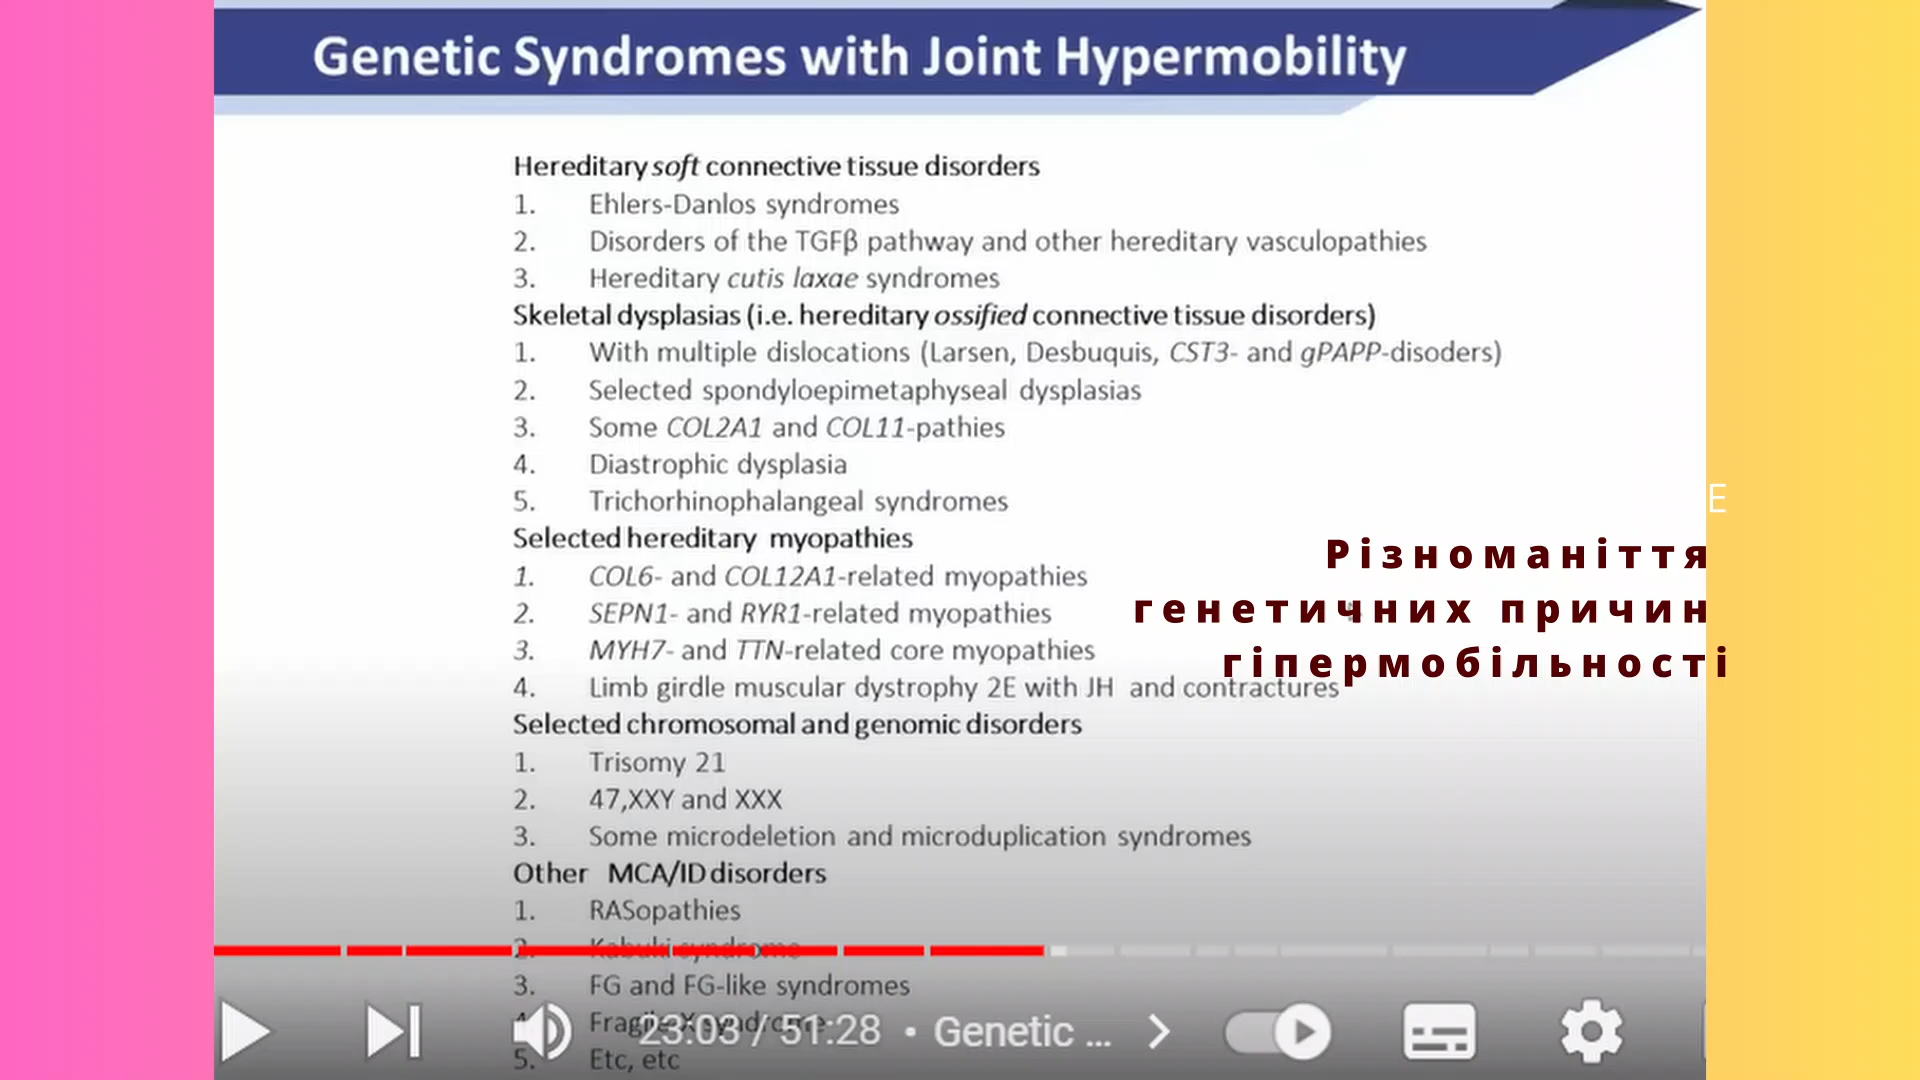 Genetic Syndromes with Joint Hypermobility
Hereditary soft connective tissue disorders
1. Ehlers-Danlos syndromes
2. Disorders of the TGFβ pathway and other hereditary vasculopathies
3. Hereditary cutis laxae syndromes
Skeletal dysplasias (i.e. hereditary ossified connective tissue disorders)
1. With multiple dislocations (Larsen, Desbuquis, CST3- and gPAPP-disoders)
2. Selected spondyloepimetaphyseal dysplasias
3. Some COL2A1 and COL11-pathies
4. Diastrophic dysplasia
5. Trichorhinophalangeal syndromes
Selected hereditary myopathies
1. COL6- and COL12A1-related myopathies
2. SEPN1- and RYR1-related myopathies
3. MYH7- and TTN-related core myopathies
4. Limb girdle muscular dystrophy 2E with JH and contractures
Selected chromosomal and genomic disorders
1. Trisomy 21
2. 47,XXY and XXX
3. Some microdeletion and microduplication syndromes
Other MCA/ID disorders
1. RASopathies
2. Kabuki syndrome
3. FG and FG-like syndromes
4. Fragile X syndrome
5. Etc, etc
23:03 / 51:28 • Genetic ...
E
Різноманіття
генетичних причин
гіпермобільності